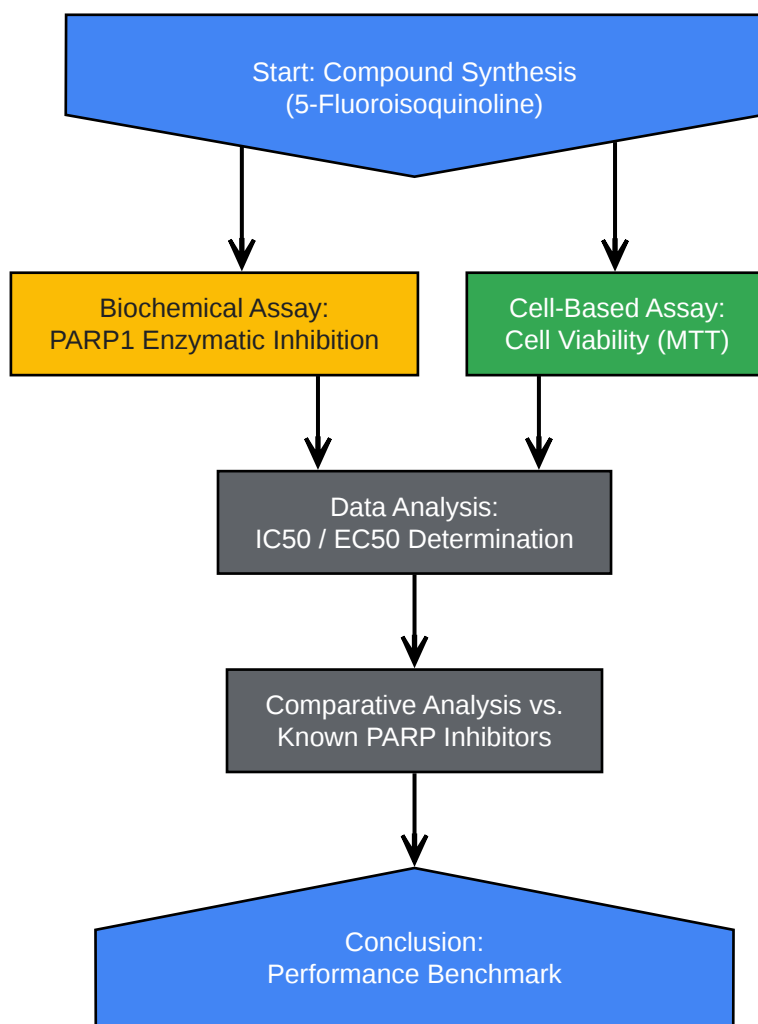 Start: Compound Synthesis
(5-Fluoroisoquinoline)
Biochemical Assay:
PARP1 Enzymatic Inhibition
Cell-Based Assay:
Cell Viability (MTT)
Data Analysis:
IC50 / EC50 Determination
Comparative Analysis vs.
Known PARP Inhibitors
Conclusion:
Performance Benchmark